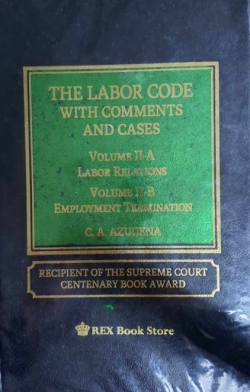 THE LABOR CODE
WITH COMMENTS
AND CASES
VOLUME II-A
LABOR RELATIONS
VOLUME II-B
EMPLOYMENT TERMINATION
C. A. AZUCENA
RECIPIENT OF THE SUPREME COURT
CENTENARY BOOK AWARD
REX Book Store